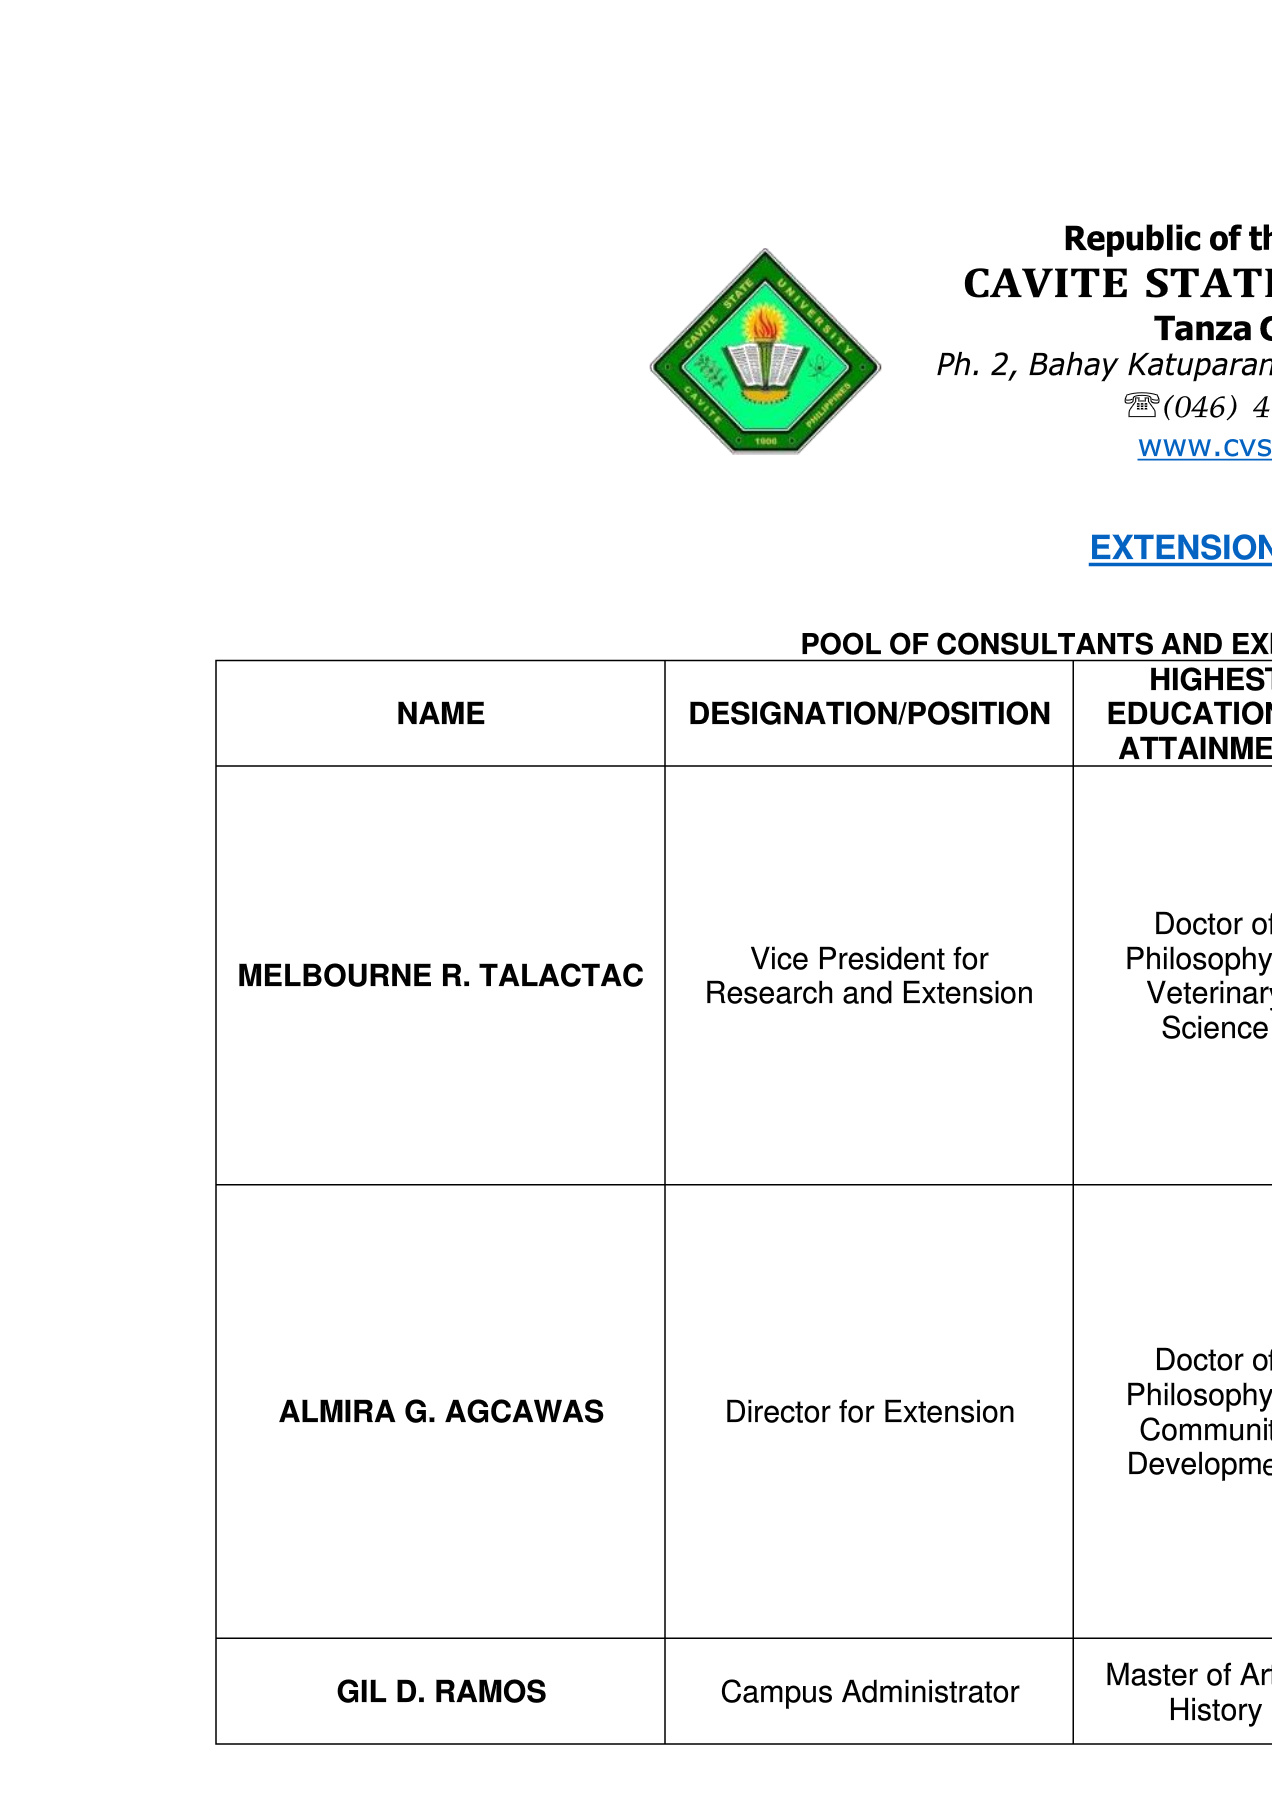 Republic of th
CAVITE STATE
Tanza C
Ph. 2, Bahay Katuparan
(046) 4
www.cvs
CAVITE STATE UNIVERSITY
CAVITE PHILIPPINES
1906
EXTENSION
POOL OF CONSULTANTS AND EX
NAME
DESIGNATION/POSITION
HIGHEST
EDUCATION
ATTAINME
MELBOURNE R. TALACTAC
Vice President for
Research and Extension
Doctor of
Philosophy
Veterinary
Science
ALMIRA G. AGCAWAS
Director for Extension
Doctor of
Philosophy
Communit
Developme
GIL D. RAMOS
Campus Administrator
Master of Art
History